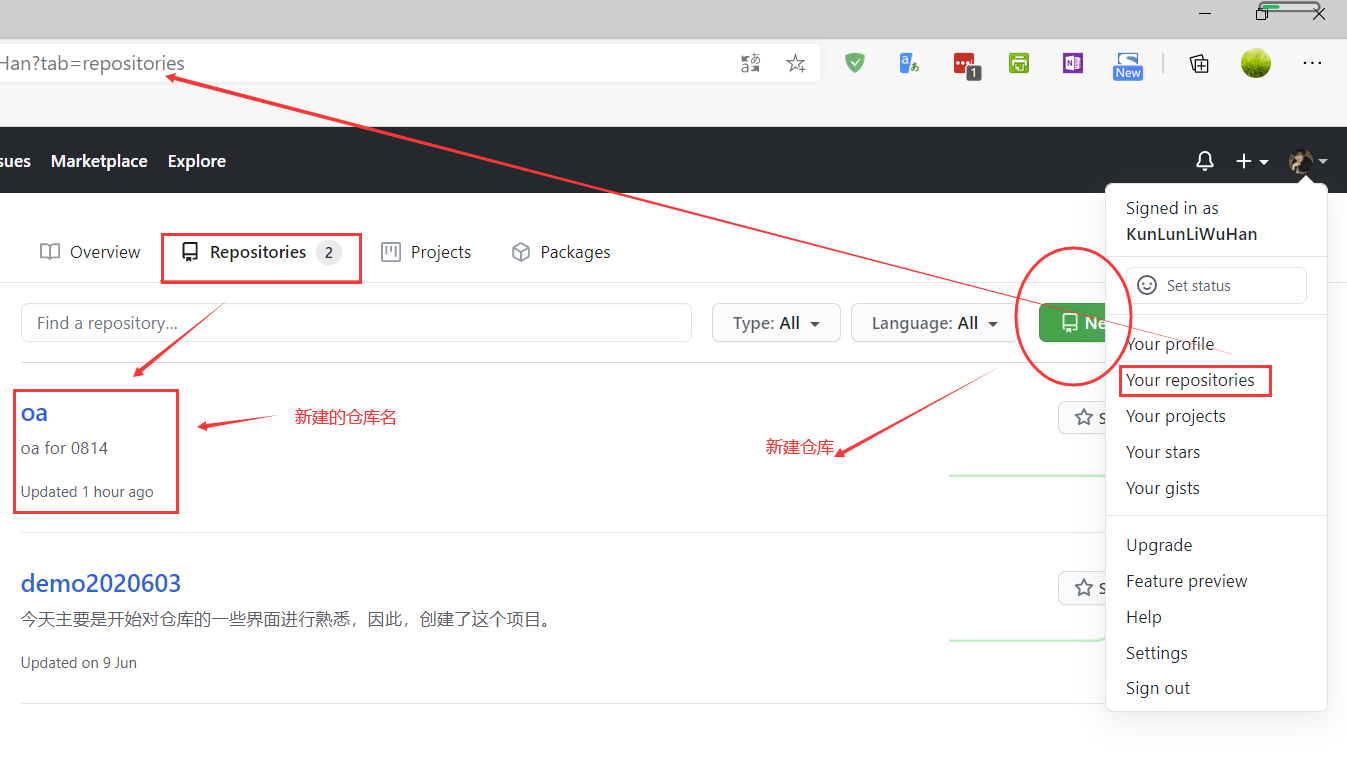 Han?tab=repositories
1
New
sues Marketplace Explore
Signed in as
KunLunLiWuHan
Set status
Overview Repositories 2 Projects Packages
Find a repository... Type: All Language: All Ne
Your profile
Your repositories
Your projects
Your stars
Your gists
Upgrade
Feature preview
Help
Settings
Sign out
oa
新建的仓库名
oa for 0814
新建仓库
Updated 1 hour ago
demo2020603
今天主要是开始对仓库的一些界面进行熟悉，因此，创建了这个项目。
Updated on 9 Jun